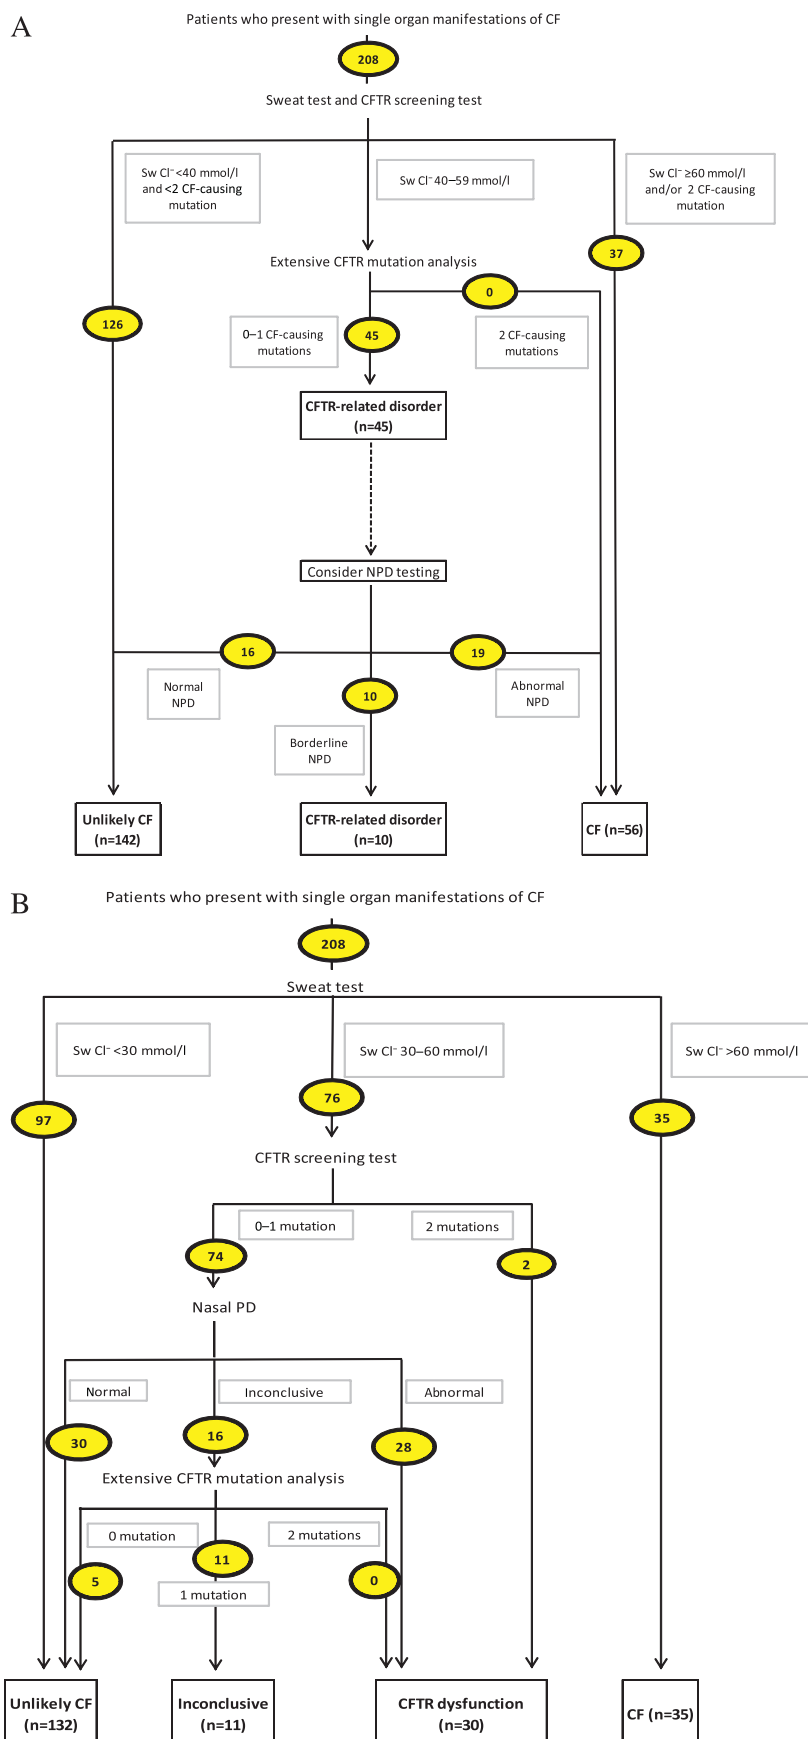 A
Patients who present with single organ manifestations of CF
208
Sweat test and CFTR screening test
Sw Cl⁻ <40 mmol/l
and <2 CF-causing
mutation
Sw Cl⁻ 40–59 mmol/l
Sw Cl⁻ ≥60 mmol/l
and/or 2 CF-causing
mutation
37
Extensive CFTR mutation analysis
0
126
0–1 CF-causing
mutations
45
2 CF-causing
mutations
CFTR-related disorder
(n=45)
Consider NPD testing
16
19
Normal
NPD
10
Abnormal
NPD
Borderline
NPD
Unlikely CF
(n=142)
CFTR-related disorder
(n=10)
CF (n=56)
B
Patients who present with single organ manifestations of CF
208
Sweat test
Sw Cl⁻ <30 mmol/l
Sw Cl⁻ 30–60 mmol/l
Sw Cl⁻ >60 mmol/l
97
76
35
CFTR screening test
0–1 mutation
2 mutations
74
2
Nasal PD
Normal
Inconclusive
Abnormal
30
16
28
Extensive CFTR mutation analysis
0 mutation
2 mutations
11
5
0
1 mutation
Unlikely CF
(n=132)
Inconclusive
(n=11)
CFTR dysfunction
(n=30)
CF (n=35)